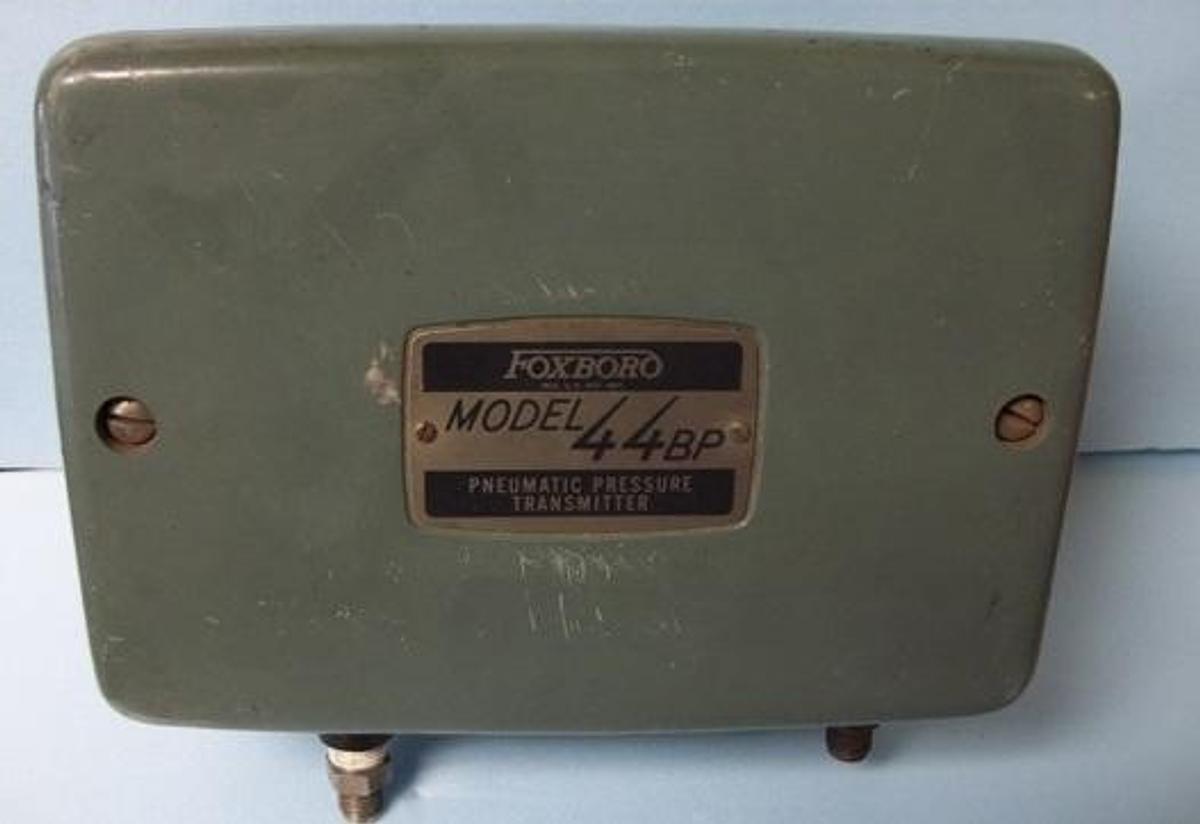 FOXBORO
MODEL 44BP
PNEUMATIC PRESSURE
TRANSMITTER